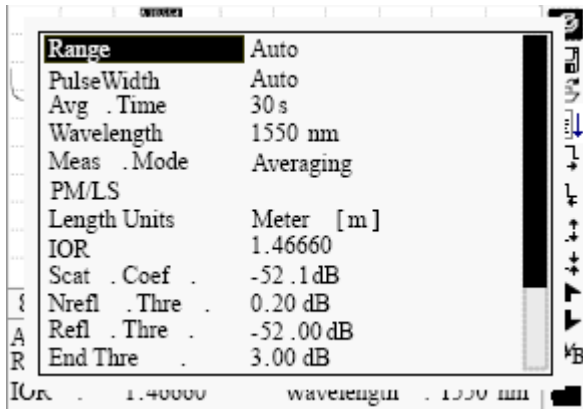 Range Auto
PulseWidth Auto
Avg . Time 30 s
Wavelength 1550 nm
Meas . Mode Averaging
PM/LS
Length Units Meter [ m ]
IOR 1.46660
Scat . Coef . -52 .1 dB
Nrefl . Thre . 0.20 dB
Refl . Thre . -52 .00 dB
End Thre . 3.00 dB
A
R
IOR . 1.46660 wavelength . 1550 nm